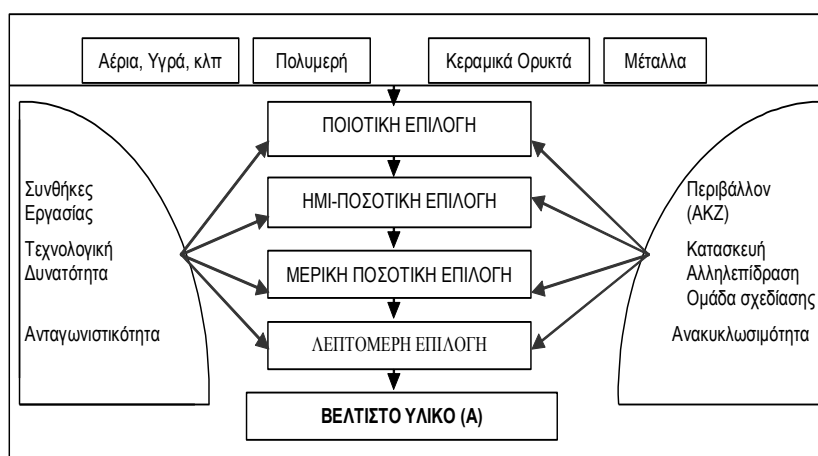 Αέρια, Υγρά, κλπ
Πολυμερή
Κεραμικά Ορυκτά
Μέταλλα
ΠΟΙΟΤΙΚΗ ΕΠΙΛΟΓΗ
ΗΜΙ-ΠΟΣΟΤΙΚΗ ΕΠΙΛΟΓΗ
ΜΕΡΙΚΗ ΠΟΣΟΤΙΚΗ ΕΠΙΛΟΓΗ
ΛΕΠΤΟΜΕΡΗ ΕΠΙΛΟΓΗ
ΒΕΛΤΙΣΤΟ ΥΛΙΚΟ (Α)
Συνθήκες
Εργασίας
Τεχνολογική
Δυνατότητα
Ανταγωνιστικότητα
Περιβάλλον
(ΑΚΖ)
Κατασκευή
Αλληλεπίδραση
Ομάδα σχεδίασης
Ανακυκλωσιμότητα